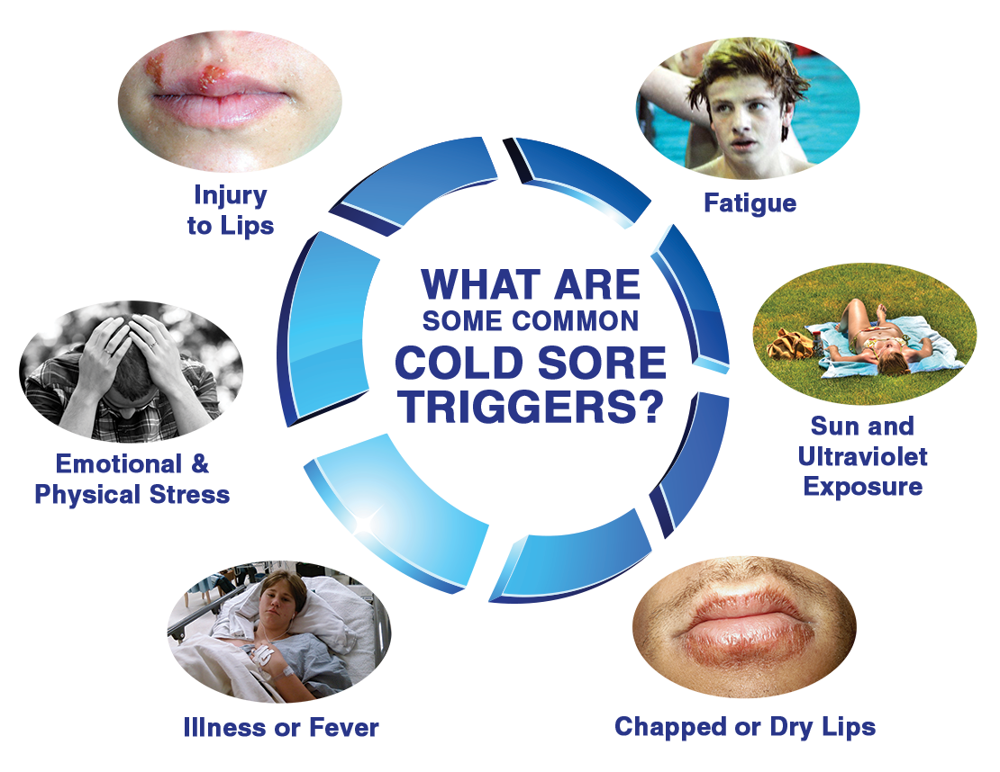 WHAT ARE
SOME COMMON
COLD SORE
TRIGGERS?
Injury
to Lips
Fatigue
Emotional &
Physical Stress
Sun and
Ultraviolet
Exposure
Illness or Fever
Chapped or Dry Lips